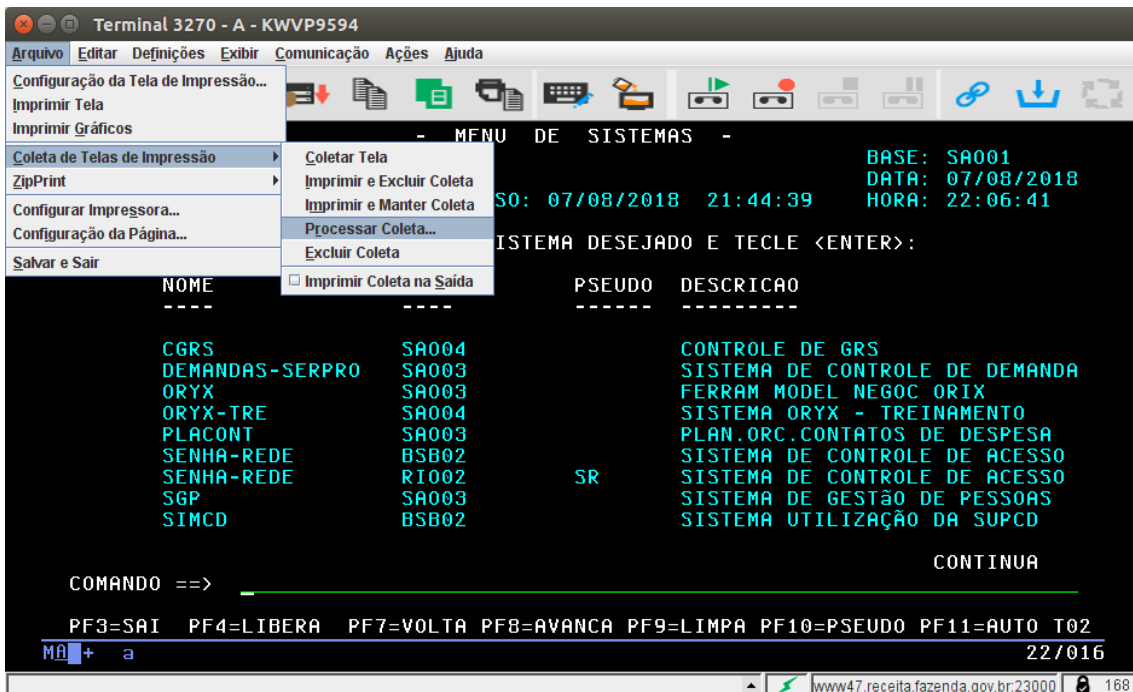 Terminal 3270 - A - KWVP9594
Arquivo Editar Definições Exibir Comunicação Ações Ajuda
Configuração da Tela de Impressão...
Imprimir Tela
Imprimir Gráficos
Coleta de Telas de Impressão
ZipPrint
Configurar Impressora...
Configuração da Página...
Salvar e Sair
Coletar Tela
Imprimir e Excluir Coleta
Imprimir e Manter Coleta
Processar Coleta...
Excluir Coleta
Imprimir Coleta na Saída
- MENU DE SISTEMAS -
BASE: SA001
DATA: 07/08/2018
SO: 07/08/2018 21:44:39 HORA: 22:06:41
ISTEMA DESEJADO E TECLE <ENTER>:
NOME PSEUDO DESCRICAO
---- ---- ------ ---------
CGRS SA004 CONTROLE DE GRS
DEMANDAS-SERPRO SA003 SISTEMA DE CONTROLE DE DEMANDA
ORYX SA003 FERRAM MODEL NEGOC ORIX
ORYX-TRE SA004 SISTEMA ORYX - TREINAMENTO
PLACONT SA003 PLAN.ORC.CONTATOS DE DESPESA
SENHA-REDE BSB02 SISTEMA DE CONTROLE DE ACESSO
SENHA-REDE RIO02 SR SISTEMA DE CONTROLE DE ACESSO
SGP SA003 SISTEMA DE GESTãO DE PESSOAS
SIMCD BSB02 SISTEMA UTILIZAÇÃO DA SUPCD
CONTINUA
COMANDO ==>
PF3=SAI PF4=LIBERA PF7=VOLTA PF8=AVANCA PF9=LIMPA PF10=PSEUDO PF11=AUTO T02
MA + a 22/016
www47.receita.fazenda.gov.br:23000 168